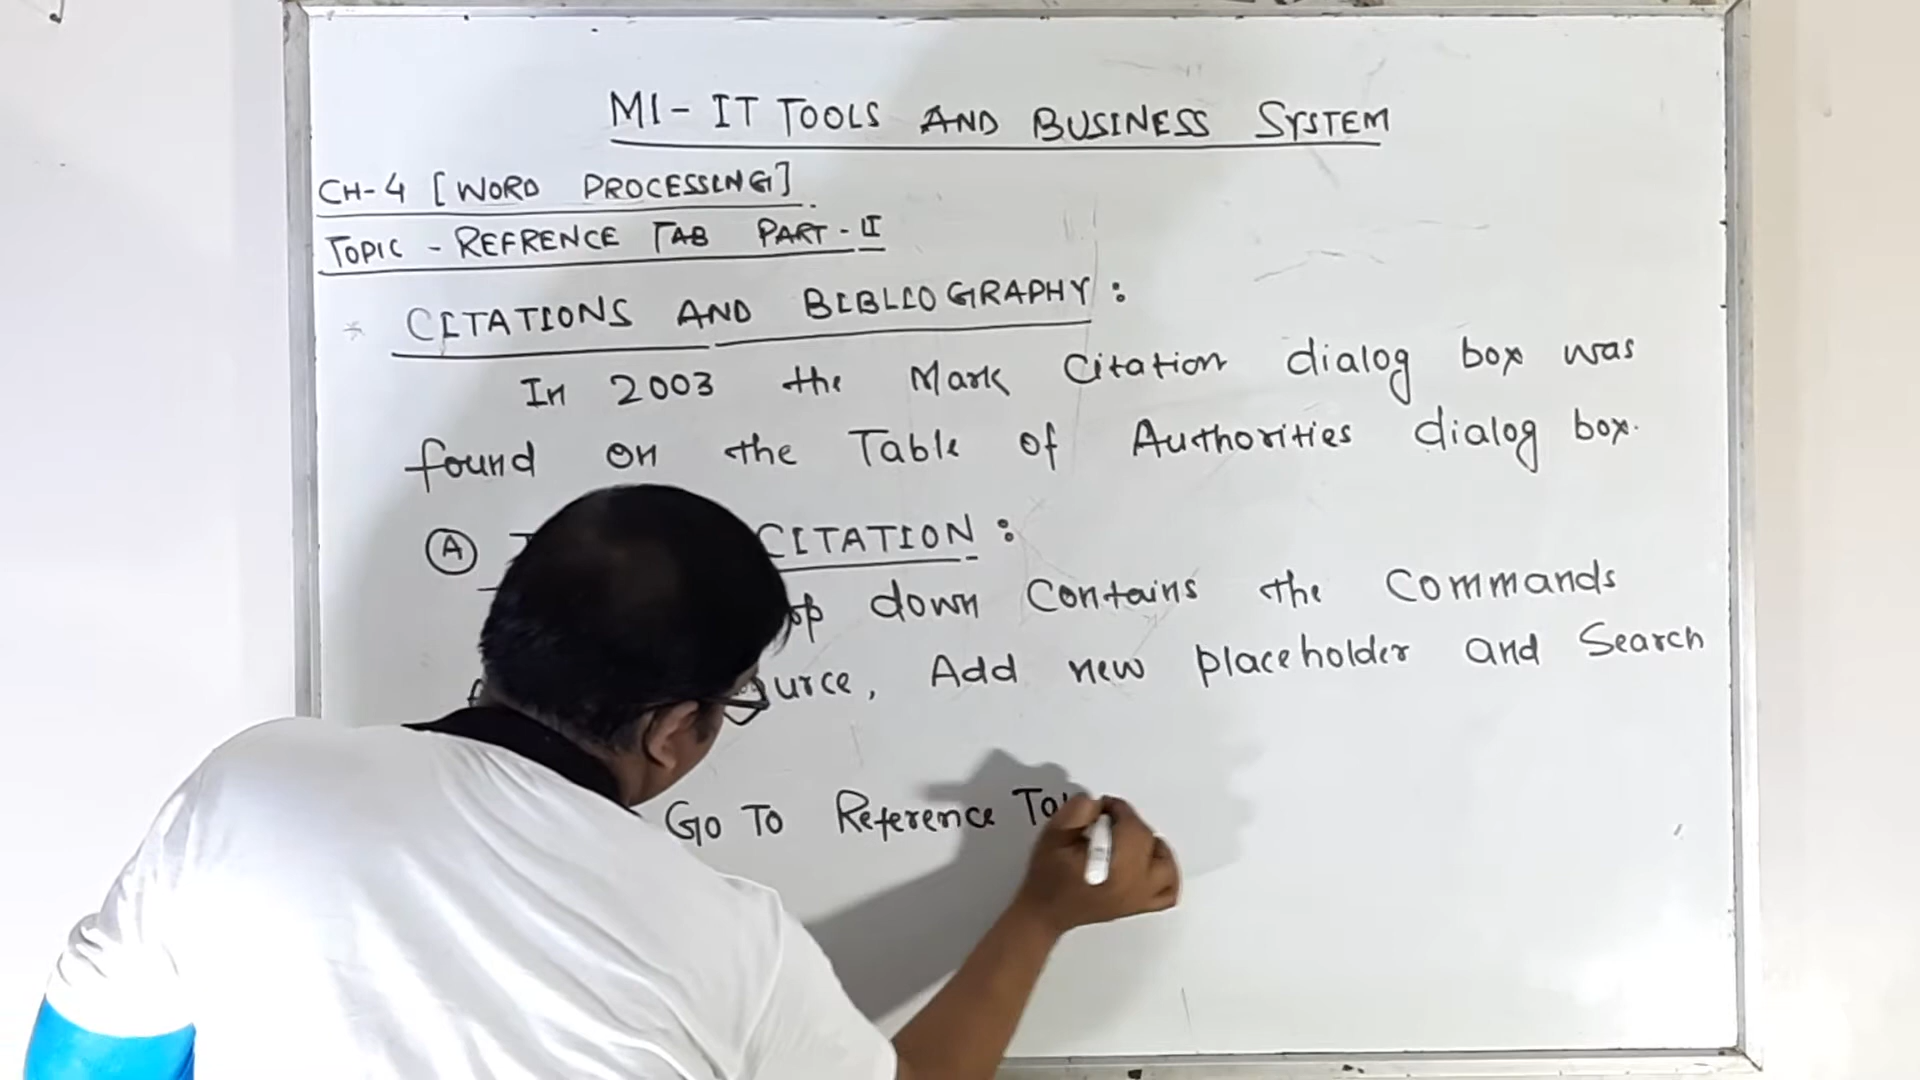 M1- IT TOOLS AND BUSINESS SYSTEM
CH-4 [WORD PROCESSING]
TOPIC - REFRENCE TAB PART - II
* CITATIONS AND BIBLIOGRAPHY :
In 2003 the Mark Citation dialog box was
found on the Table of Authorities dialog box.
(A) CITATION :
down Contains the Commands
Add new placeholder and Search
Go To Reference